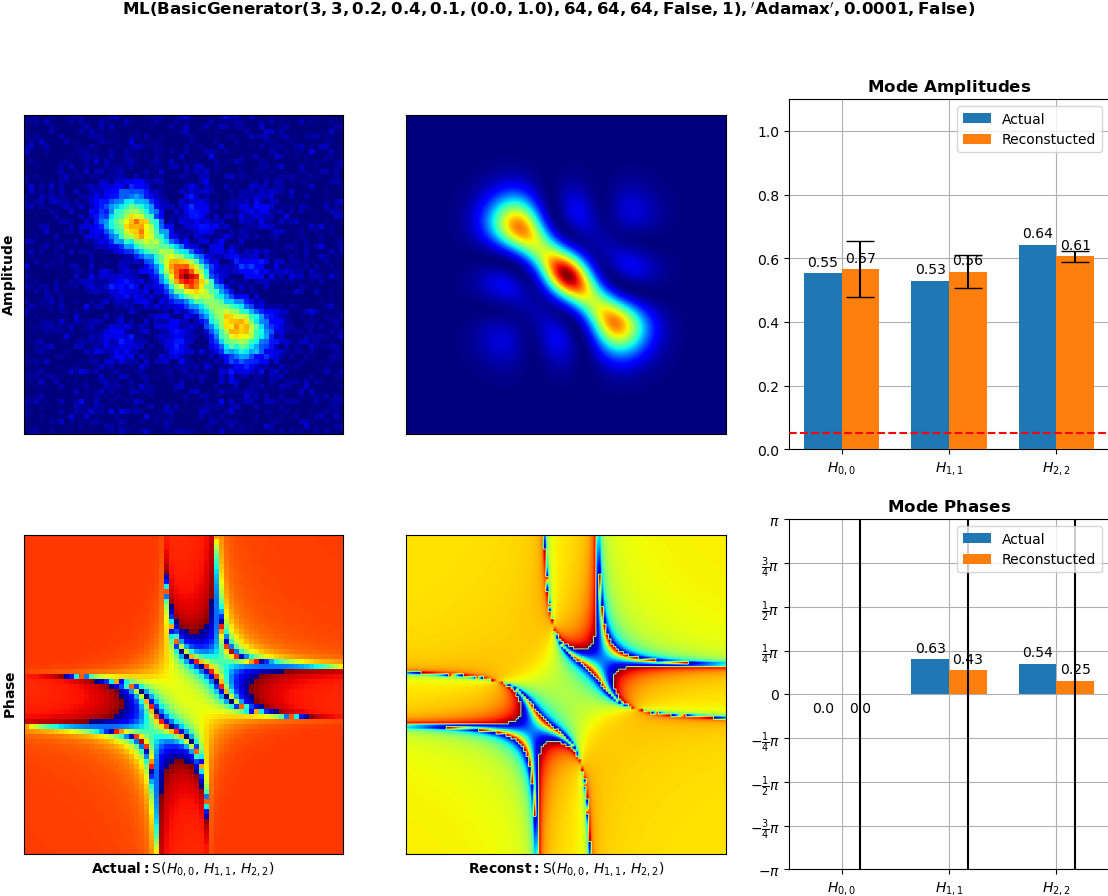 ML(BasicGenerator(3, 3, 0.2, 0.4, 0.1, (0.0, 1.0), 64, 64, 64, False, 1), ′Adamax′, 0.0001, False)
Amplitude
Mode Amplitudes
Actual
Reconstucted
1.0
0.8
0.6
0.4
0.2
0.0
0.55
0.57
0.53
0.56
0.64
0.61
H0,0
H1,1
H2,2
Phase
Actual: S(H0,0, H1,1, H2,2)
Reconst: S(H0,0, H1,1, H2,2)
Mode Phases
Actual
Reconstucted
π
3/4π
1/2π
1/4π
0
−1/4π
−1/2π
−3/4π
−π
0.0
0.0
0.63
0.43
0.54
0.25
H0,0
H1,1
H2,2